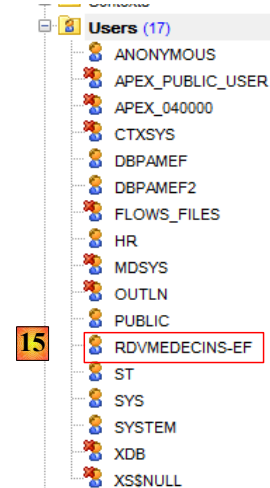 Users (17)
ANONYMOUS
APEX_PUBLIC_USER
APEX_040000
CTXSYS
DBPAMEF
DBPAMEF2
FLOWS_FILES
HR
MDSYS
OUTLN
PUBLIC
15 RDVMEDECINS-EF
ST
SYS
SYSTEM
XDB
XS$NULL